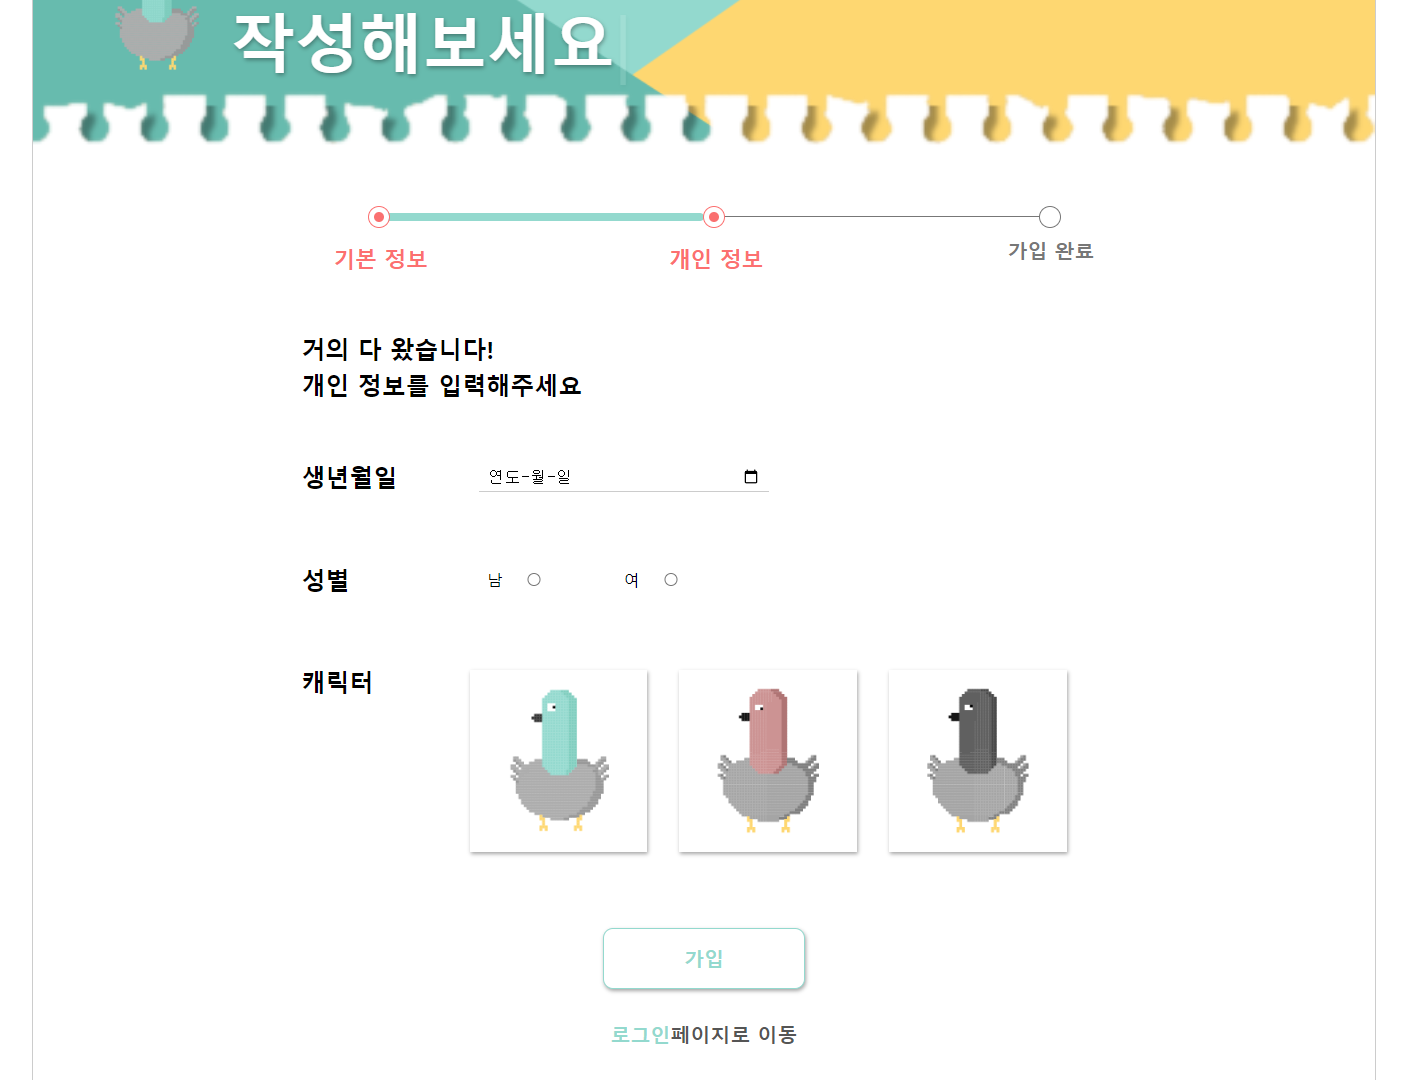 작성해보세요
기본 정보
개인 정보
가입 완료
거의 다 왔습니다!
개인 정보를 입력해주세요
생년월일
연도-월-일
성별
남
여
캐릭터
가입
로그인페이지로 이동